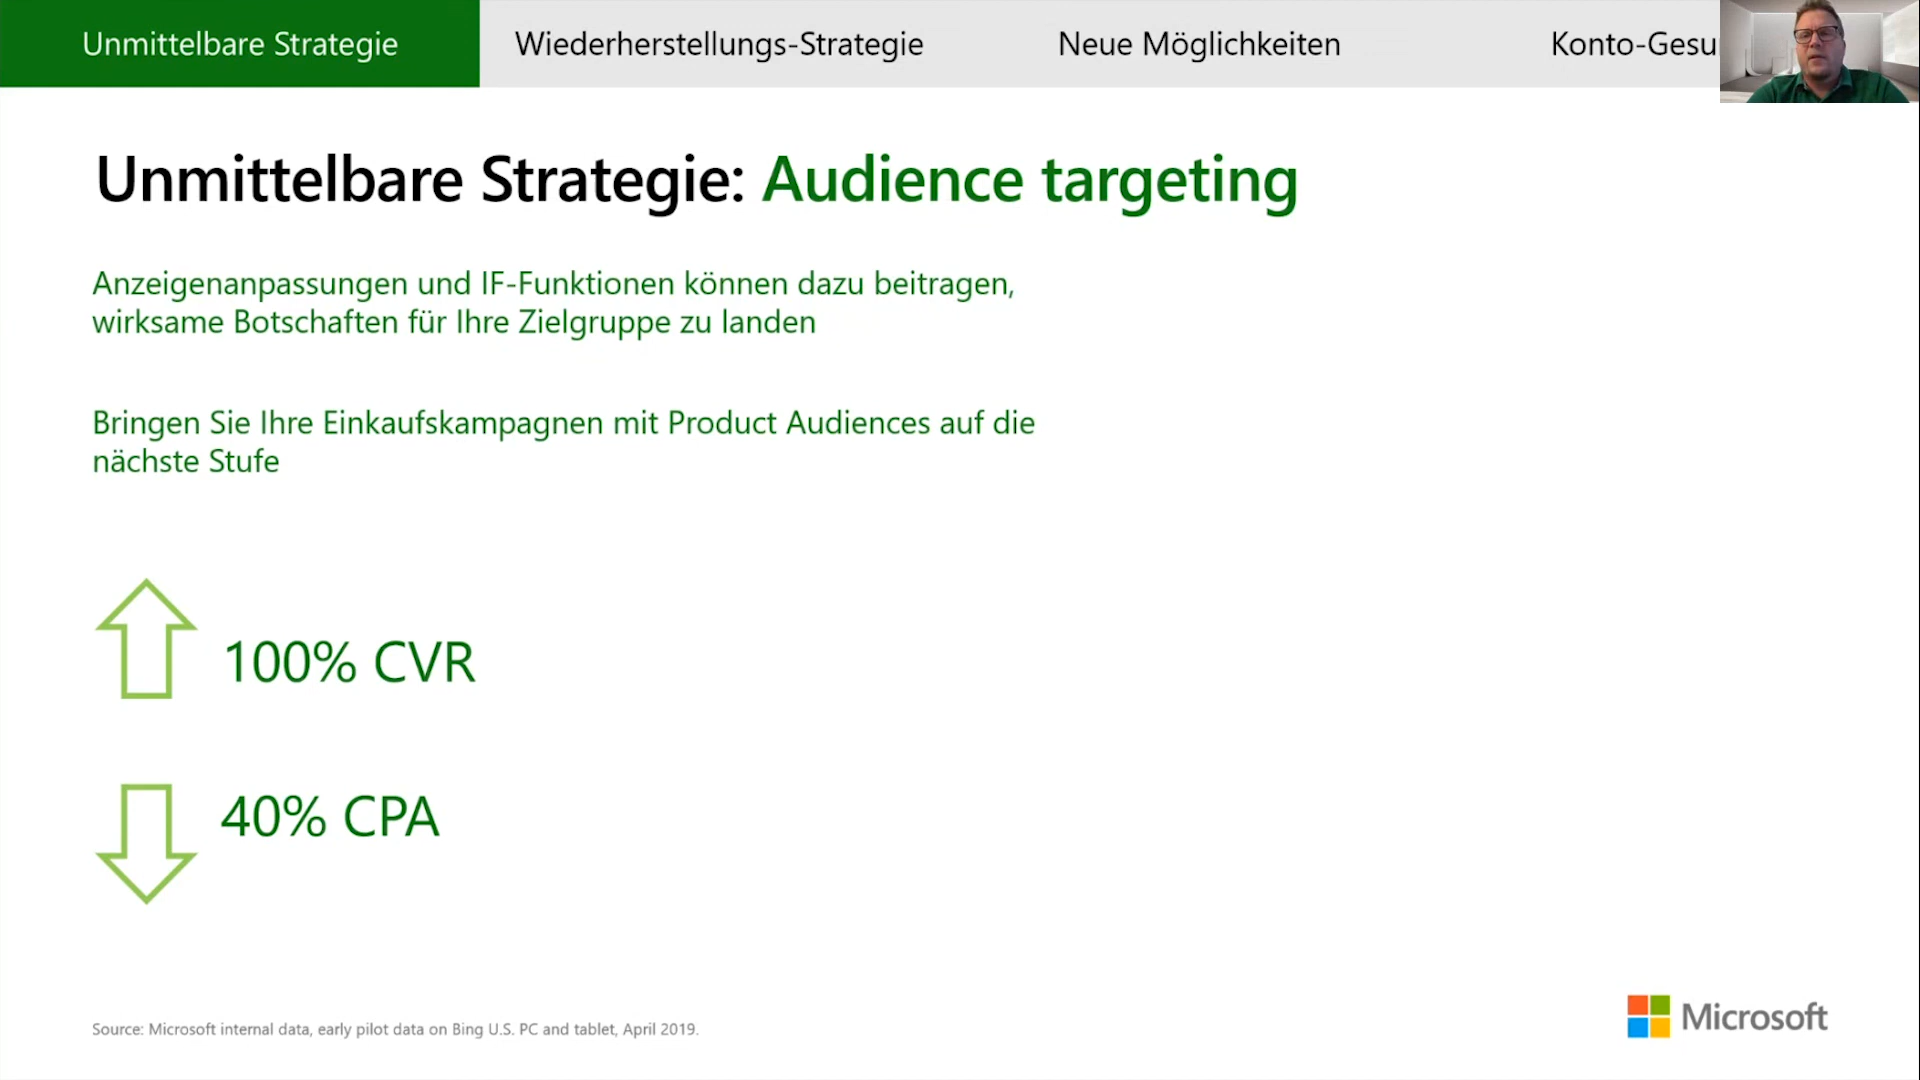 Unmittelbare Strategie
Wiederherstellungs-Strategie
Neue Möglichkeiten
Konto-Gesu
Unmittelbare Strategie: Audience targeting
Anzeigenanpassungen und IF-Funktionen können dazu beitragen,
wirksame Botschaften für Ihre Zielgruppe zu landen
Bringen Sie Ihre Einkaufskampagnen mit Product Audiences auf die
nächste Stufe
100% CVR
40% CPA
Source: Microsoft internal data, early pilot data on Bing U.S. PC and tablet, April 2019.
Microsoft